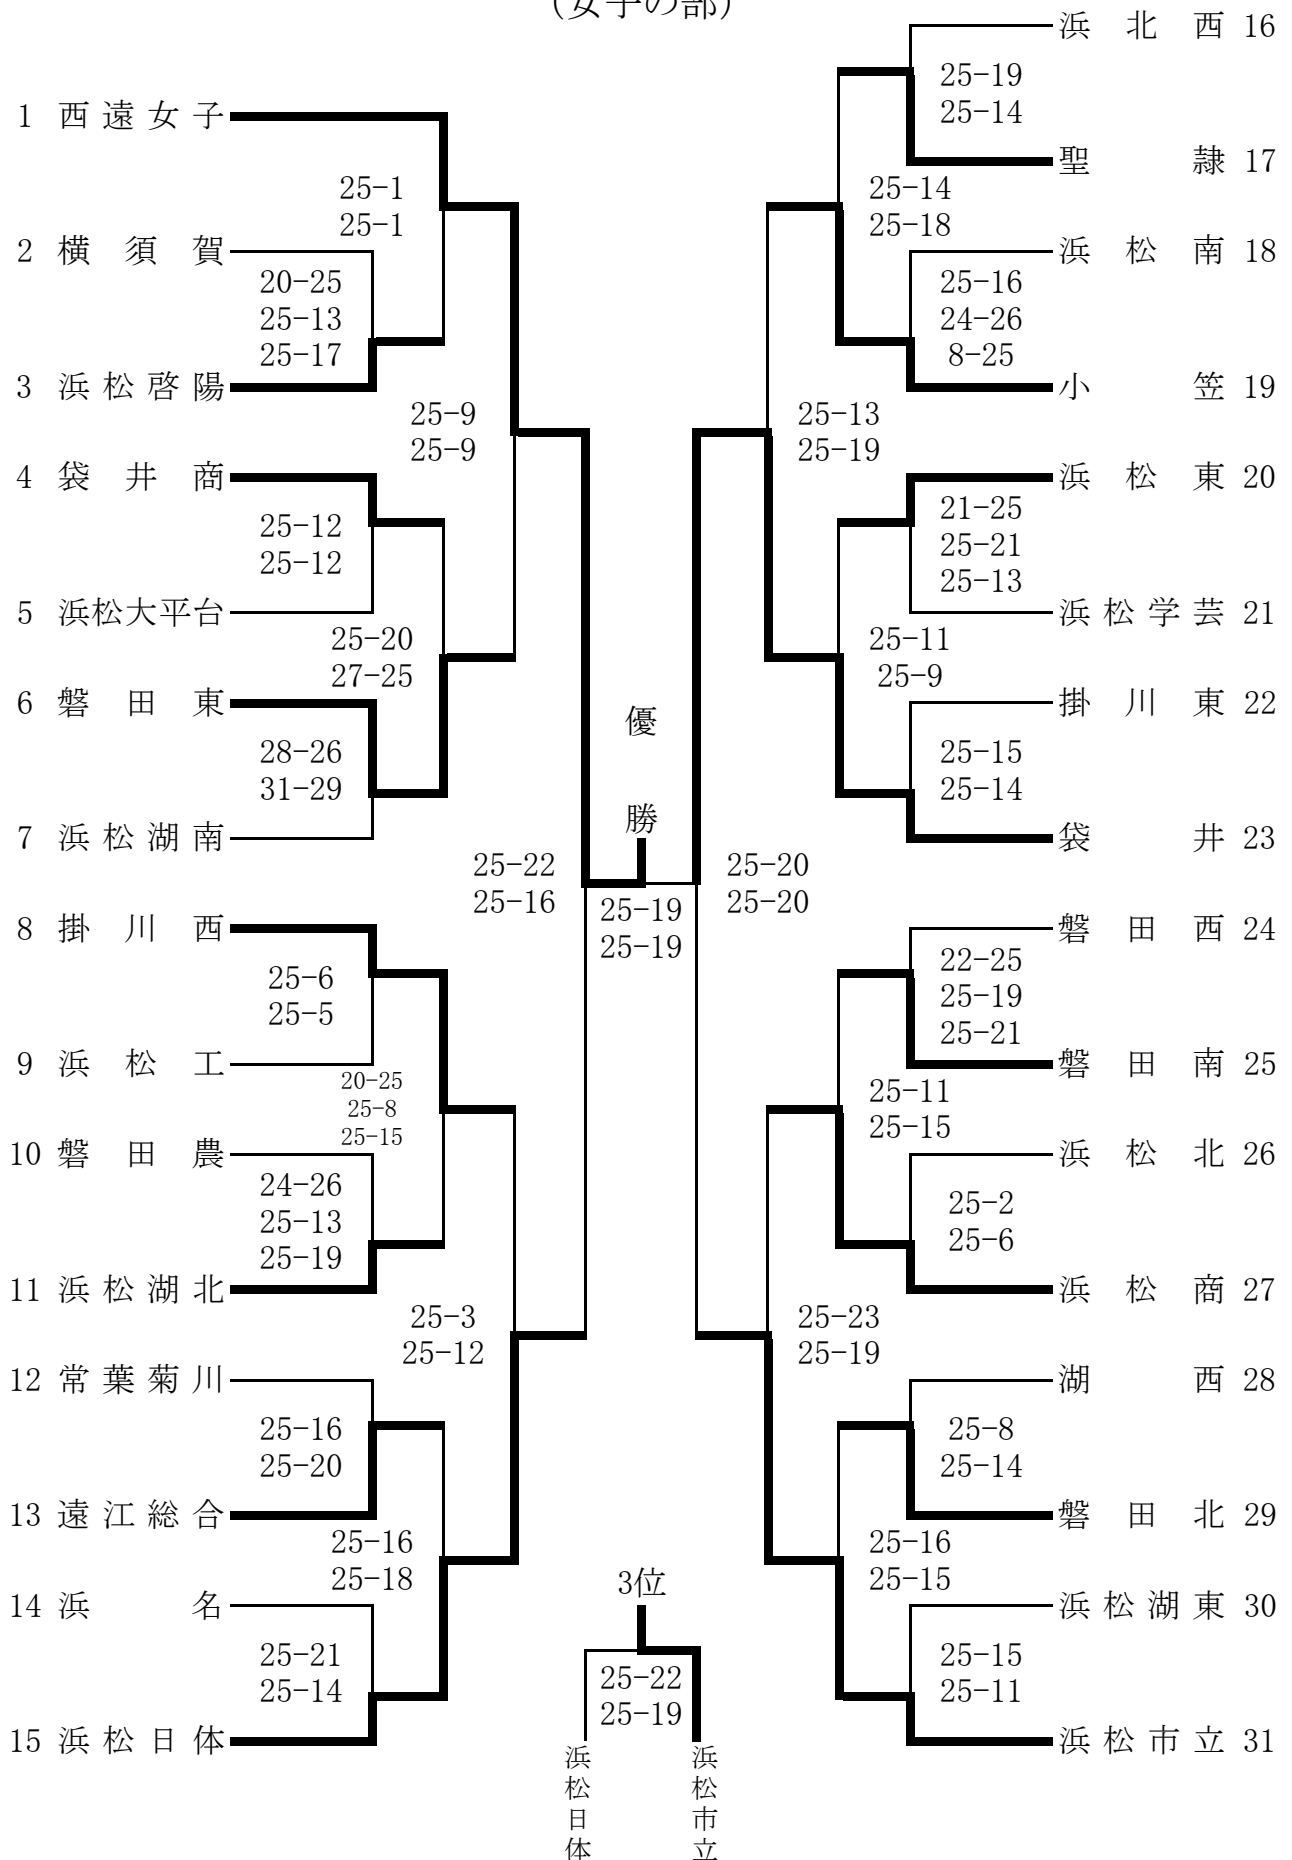 (女子の部)
1 西遠女子
25-1
25-1
2 横須賀
20-25
25-13
25-17
3 浜松啓陽
25-9
25-9
4 袋井商
25-12
25-12
5 浜松大平台
25-20
27-25
6 磐田東
28-26
31-29
7 浜松湖南
25-22
25-16
8 掛川西
25-6
25-5
9 浜松工
20-25
25-8
25-15
10 磐田農
24-26
25-13
25-19
11 浜松湖北
25-3
25-12
12 常葉菊川
25-16
25-20
13 遠江総合
25-16
25-18
14 浜名
25-21
25-14
15 浜松日体
優勝
25-19
25-19
3位
25-22
25-19
浜松日体
浜松市立
浜北西 16
25-19
25-14
聖隷 17
25-14
25-18
浜松南 18
25-16
24-26
8-25
小笠 19
25-13
25-19
浜松東 20
21-25
25-21
25-13
浜松学芸 21
25-11
25-9
掛川東 22
25-15
25-14
袋井 23
25-20
25-20
磐田西 24
22-25
25-19
25-21
磐田南 25
25-11
25-15
浜松北 26
25-2
25-6
浜松商 27
25-23
25-19
湖西 28
25-8
25-14
磐田北 29
25-16
25-15
浜松湖東 30
25-15
25-11
浜松市立 31